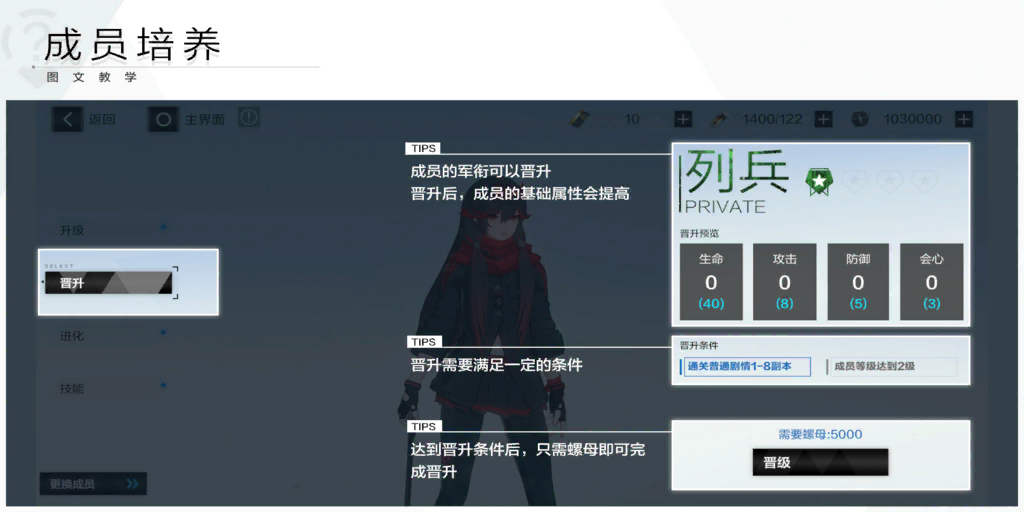 成员培养
图文教学
返回
主界面
10
1400/122
1030000
TIPS
成员的军衔可以晋升
晋升后，成员的基础属性会提高
列兵
PRIVATE
晋升预览
生命
0
(40)
攻击
0
(8)
防御
0
(5)
会心
0
(3)
升级
SELECT
晋升
进化
技能
TIPS
晋升需要满足一定的条件
晋升条件
通关普通剧情1-8副本
成员等级达到2级
TIPS
达到晋升条件后，只需螺母即可完
成晋升
需要螺母:5000
晋级
更换成员